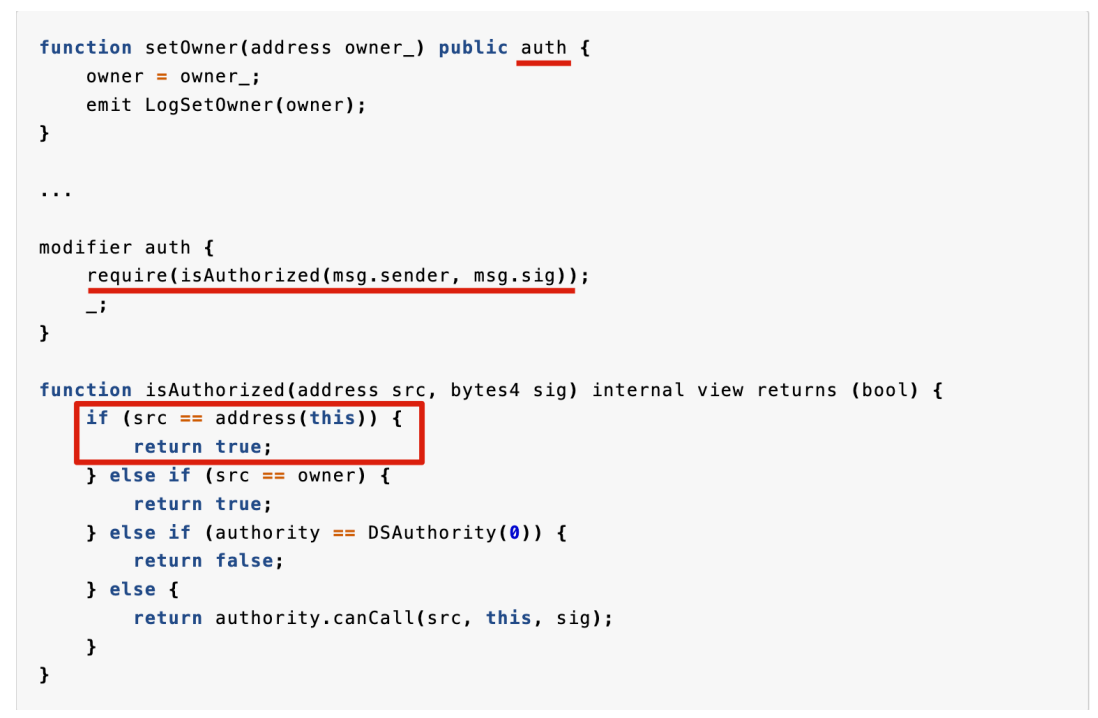 function setOwner(address owner_) public auth {
    owner = owner_;
    emit LogSetOwner(owner);
}
...
modifier auth {
    require(isAuthorized(msg.sender, msg.sig));
    _;
}
function isAuthorized(address src, bytes4 sig) internal view returns (bool) {
    if (src == address(this)) {
        return true;
    } else if (src == owner) {
        return true;
    } else if (authority == DSAuthority(0)) {
        return false;
    } else {
        return authority.canCall(src, this, sig);
    }
}